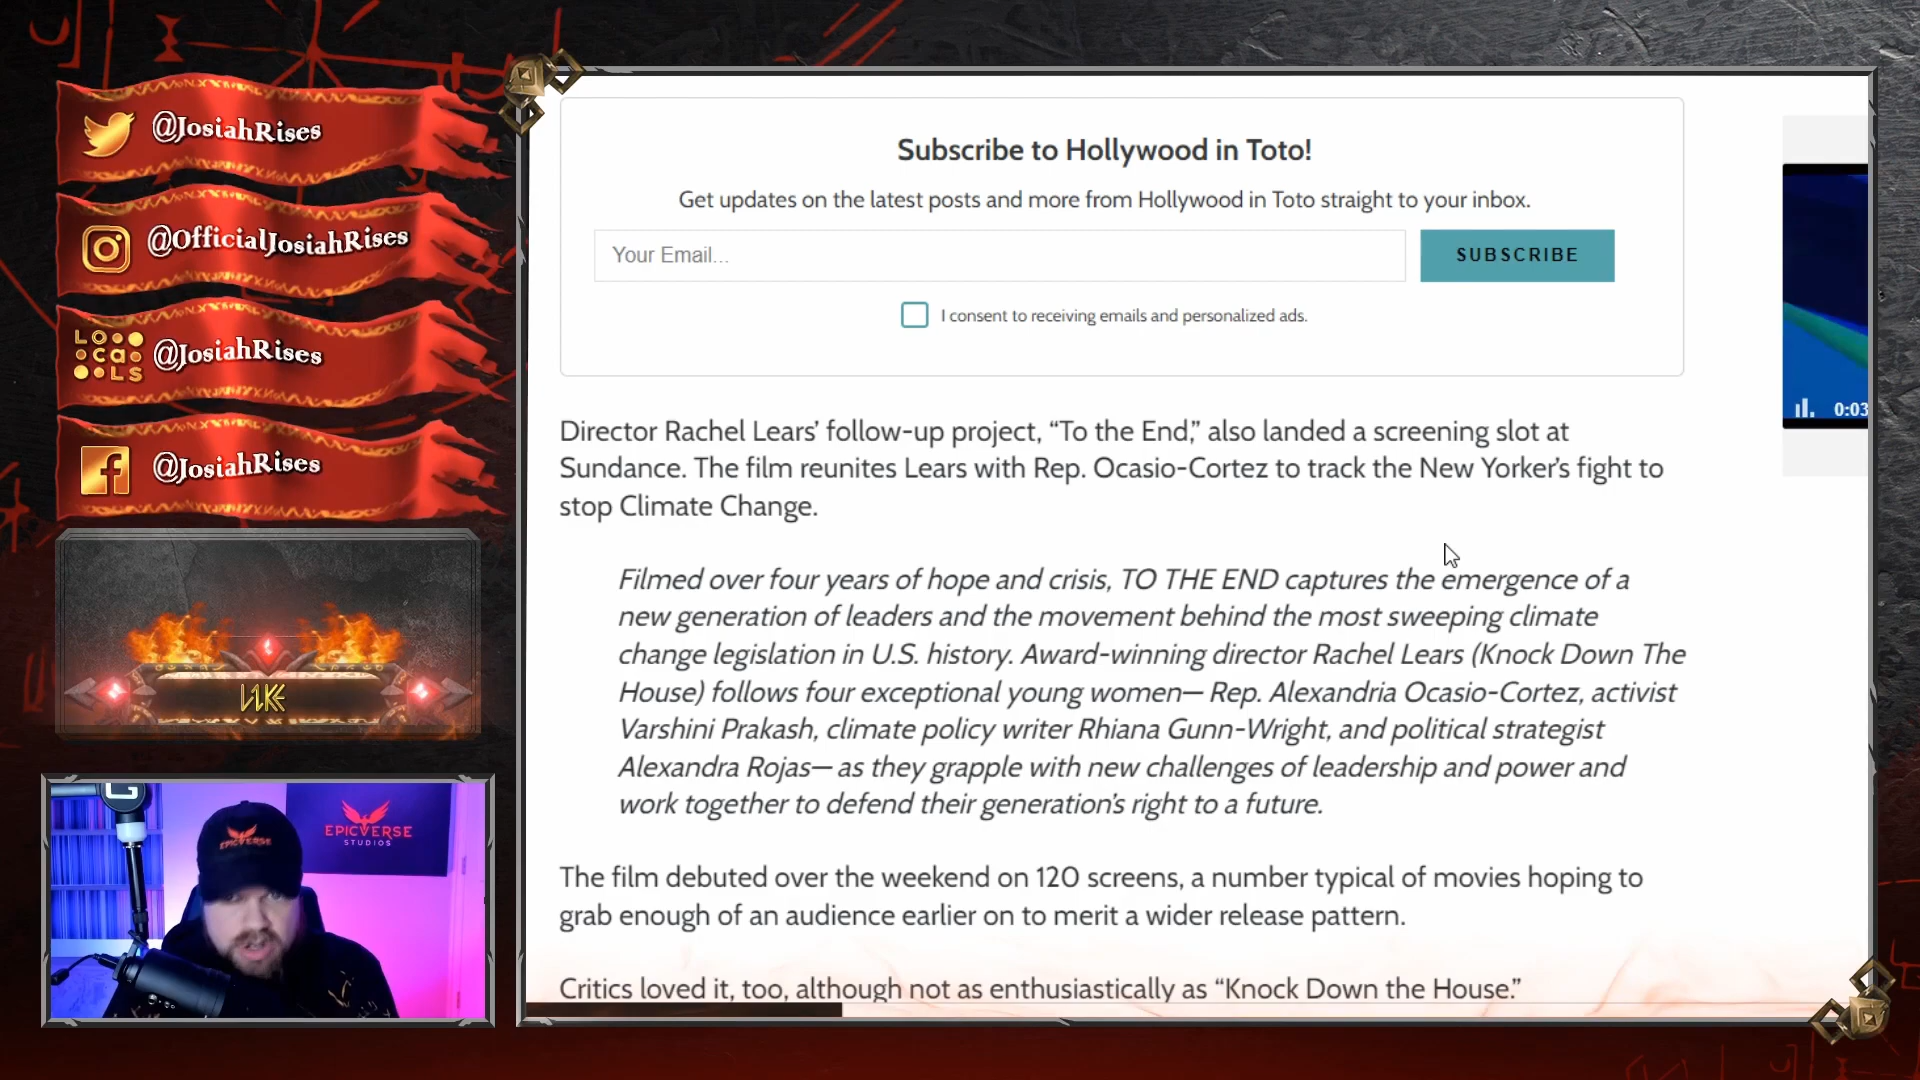 @JosiahRises
@OfficialJosiahRises
LOCALS
@JosiahRises
@JosiahRises
LIKE
EPICVERSE
STUDIOS
EPICVERSE
Subscribe to Hollywood in Toto!
Get updates on the latest posts and more from Hollywood in Toto straight to your inbox.
Your Email...
SUBSCRIBE
I consent to receiving emails and personalized ads.
0:03
Director Rachel Lears’ follow-up project, “To the End,” also landed a screening slot at
Sundance. The film reunites Lears with Rep. Ocasio-Cortez to track the New Yorker’s fight to
stop Climate Change.
Filmed over four years of hope and crisis, TO THE END captures the emergence of a
new generation of leaders and the movement behind the most sweeping climate
change legislation in U.S. history. Award-winning director Rachel Lears (Knock Down The
House) follows four exceptional young women— Rep. Alexandria Ocasio-Cortez, activist
Varshini Prakash, climate policy writer Rhiana Gunn-Wright, and political strategist
Alexandra Rojas— as they grapple with new challenges of leadership and power and
work together to defend their generation’s right to a future.
The film debuted over the weekend on 120 screens, a number typical of movies hoping to
grab enough of an audience earlier on to merit a wider release pattern.
Critics loved it, too, although not as enthusiastically as “Knock Down the House.”